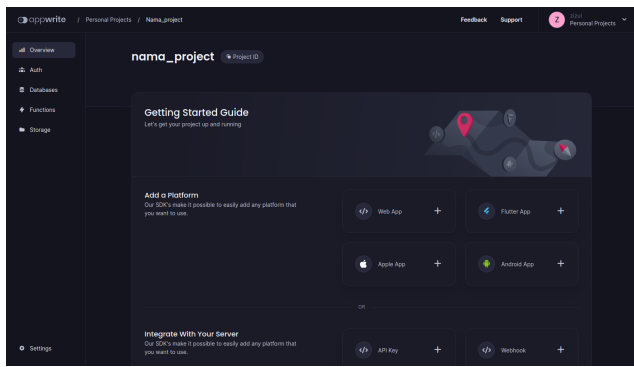 appwrite / Personal Projects / Nama_project
Feedback
Support
Z
Personal Projects
Overview
Auth
Databases
Functions
Storage
Settings
nama_project
Project ID
Getting Started Guide
Let's get your project up and running
Add a Platform
Our SDK's make it possible to easily add any platform that
you want to use.
Web App +
Flutter App +
Apple App +
Android App +
OR
Integrate With Your Server
Our SDK's make it possible to easily add any platform that
you want to use.
API Key +
Webhook +